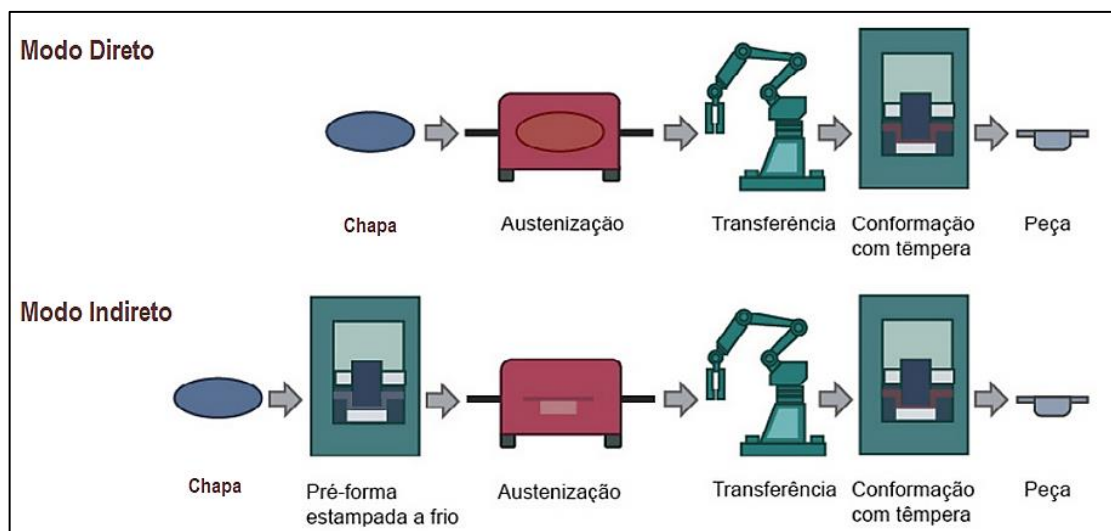 Modo Direto
Chapa
Austenização
Transferência
Conformação
com têmpera
Peça
Modo Indireto
Chapa
Pré-forma
estampada a frio
Austenização
Transferência
Conformação
com têmpera
Peça